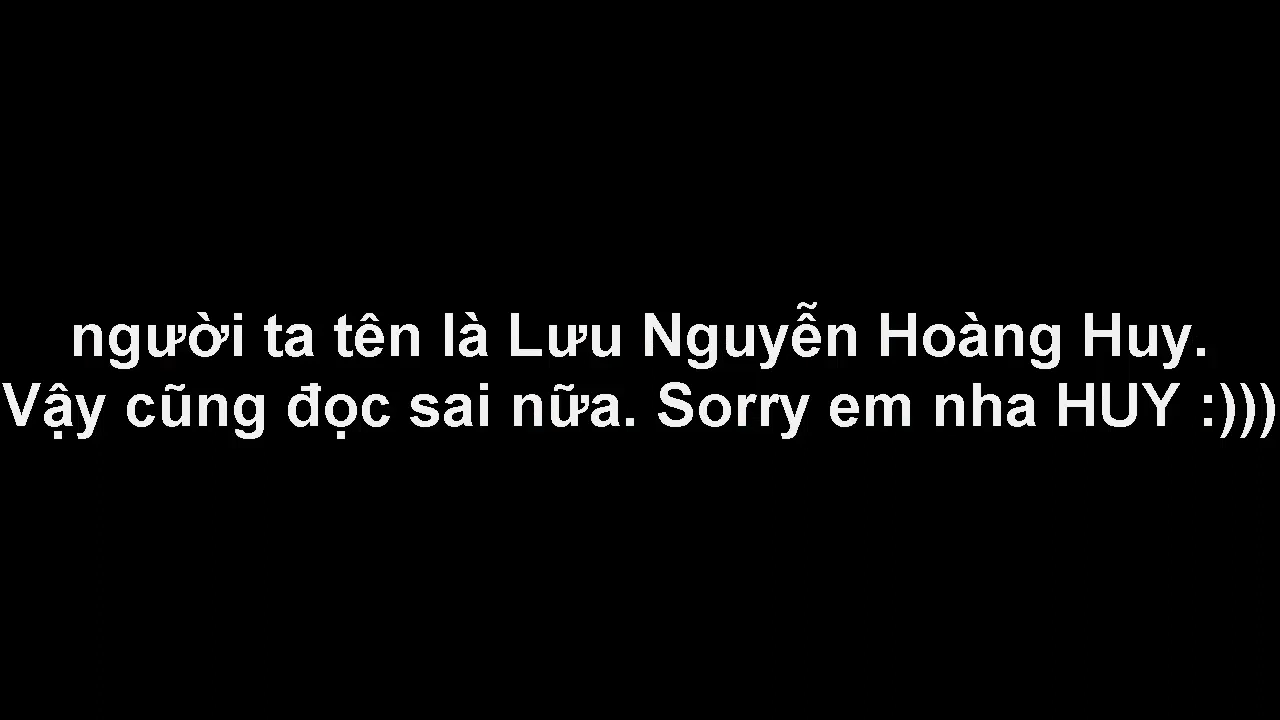 người ta tên là Lưu Nguyễn Hoàng Huy.
Vậy cũng đọc sai nữa. Sorry em nha HUY :)))